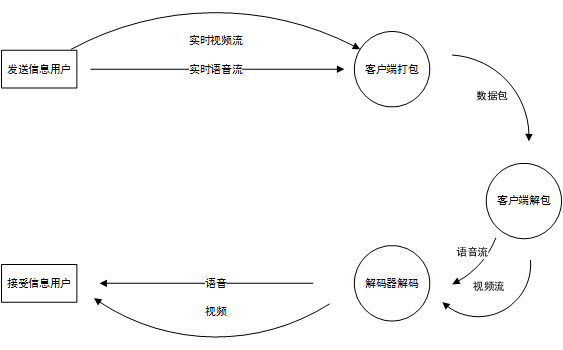 实时视频流
发送信息用户
实时语音流
客户端打包
数据包
客户端解包
语音流
视频流
接受信息用户
语音
解码器解码
视频